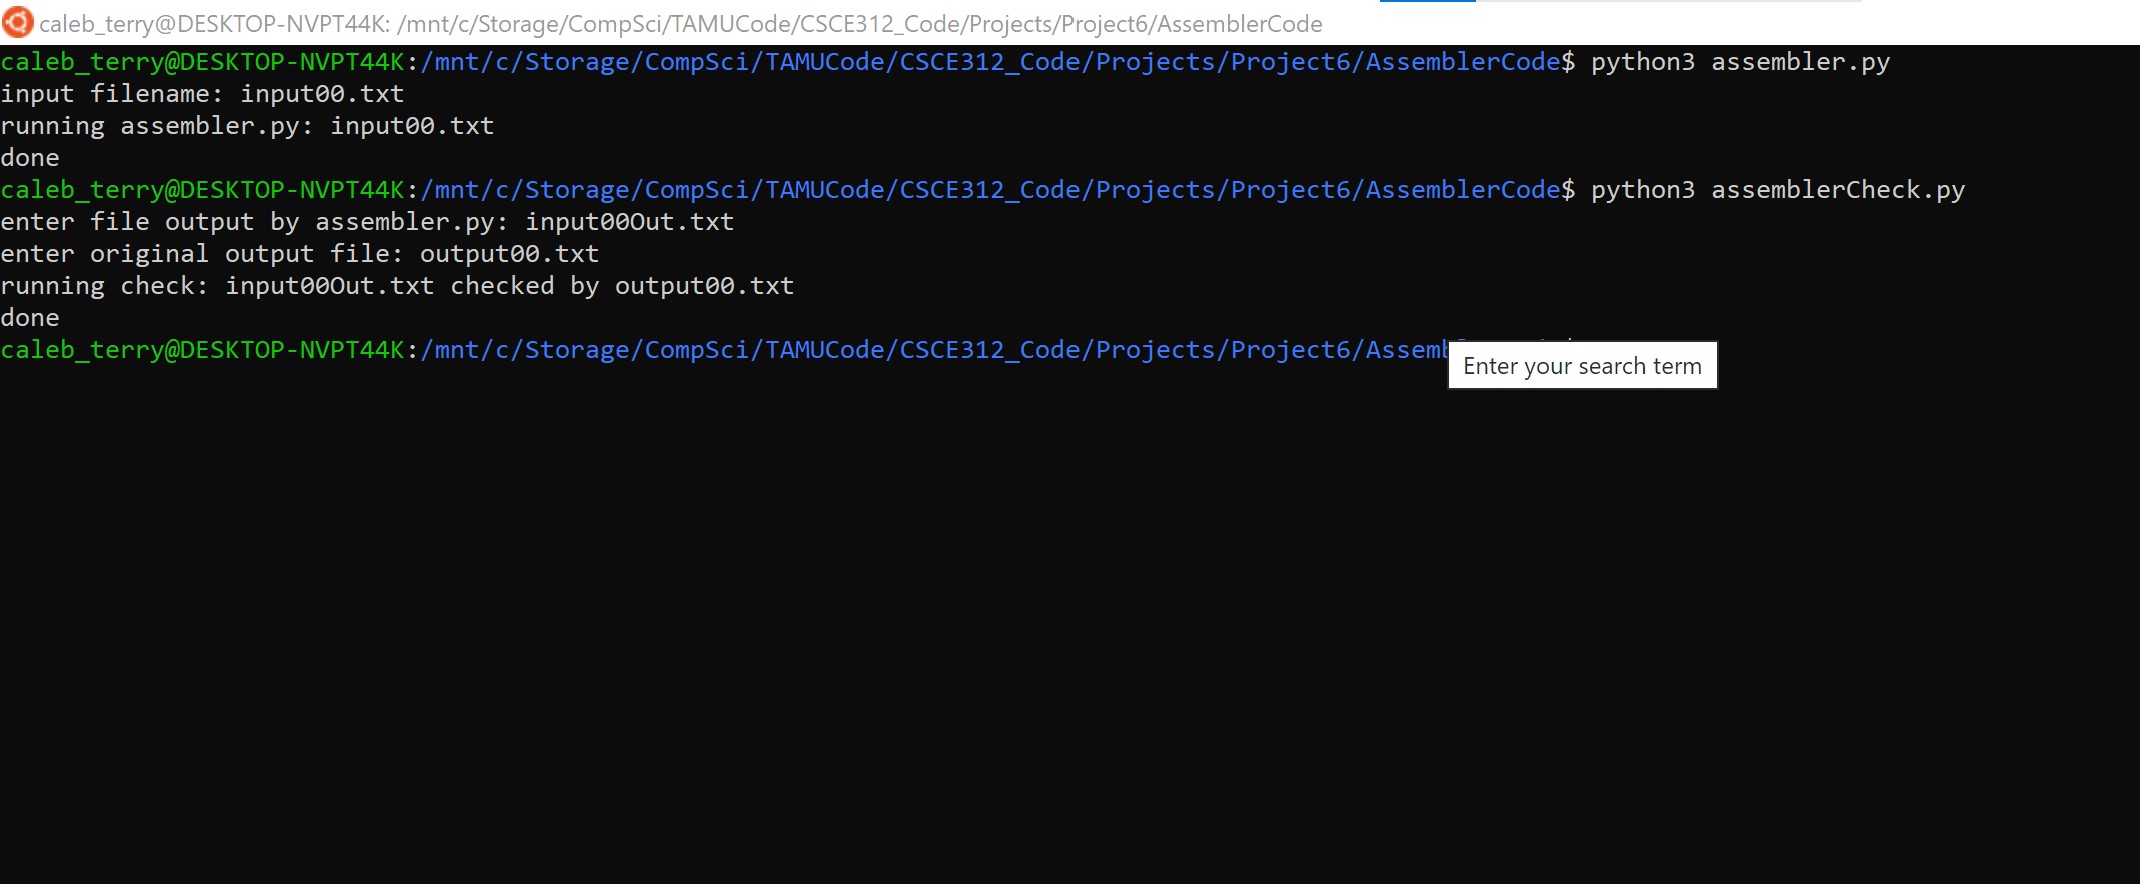 caleb_terry@DESKTOP-NVPT44K: /mnt/c/Storage/CompSci/TAMUCode/CSCE312_Code/Projects/Project6/AssemblerCode
caleb_terry@DESKTOP-NVPT44K:/mnt/c/Storage/CompSci/TAMUCode/CSCE312_Code/Projects/Project6/AssemblerCode$ python3 assembler.py
input filename: input00.txt
running assembler.py: input00.txt
done
caleb_terry@DESKTOP-NVPT44K:/mnt/c/Storage/CompSci/TAMUCode/CSCE312_Code/Projects/Project6/AssemblerCode$ python3 assemblerCheck.py
enter file output by assembler.py: input00Out.txt
enter original output file: output00.txt
running check: input00Out.txt checked by output00.txt
done
caleb_terry@DESKTOP-NVPT44K:/mnt/c/Storage/CompSci/TAMUCode/CSCE312_Code/Projects/Project6/Assem
Enter your search term